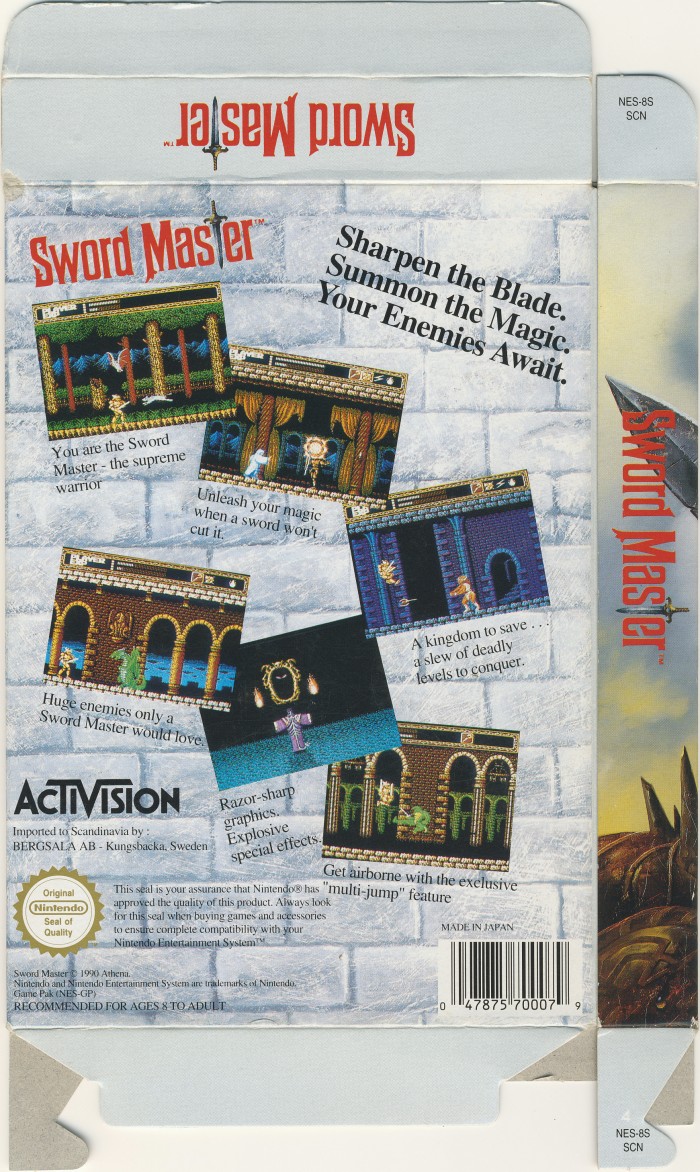 Sword Master™
NES-8S
SCN
Sword Master™
Sharpen the Blade.
Summon the Magic.
Your Enemies Await.
PLAYER
You are the Sword
Master - the supreme
warrior
Unleash your magic
when a sword won't
cut it.
A kingdom to save . . .
a slew of deadly
levels to conquer.
PLAYER
Huge enemies only a
Sword Master would love.
Razor-sharp
graphics.
Explosive
special effects.
Get airborne with the exclusive
"multi-jump" feature
ACTIVISION
Imported to Scandinavia by :
BERGSALA AB - Kungsbacka, Sweden
Original
Nintendo
Seal of
Quality
This seal is your assurance that Nintendo® has
approved the quality of this product. Always look
for this seal when buying games and accessories
to ensure complete compatibility with your
Nintendo Entertainment System™
MADE IN JAPAN
Sword Master © 1990 Athena.
Nintendo and Nintendo Entertainment System are trademarks of Nintendo.
Game Pak (NES-GP)
RECOMMENDED FOR AGES 8 TO ADULT
0 47875 70007 9
Sword Master™
4
NES-8S
SCN